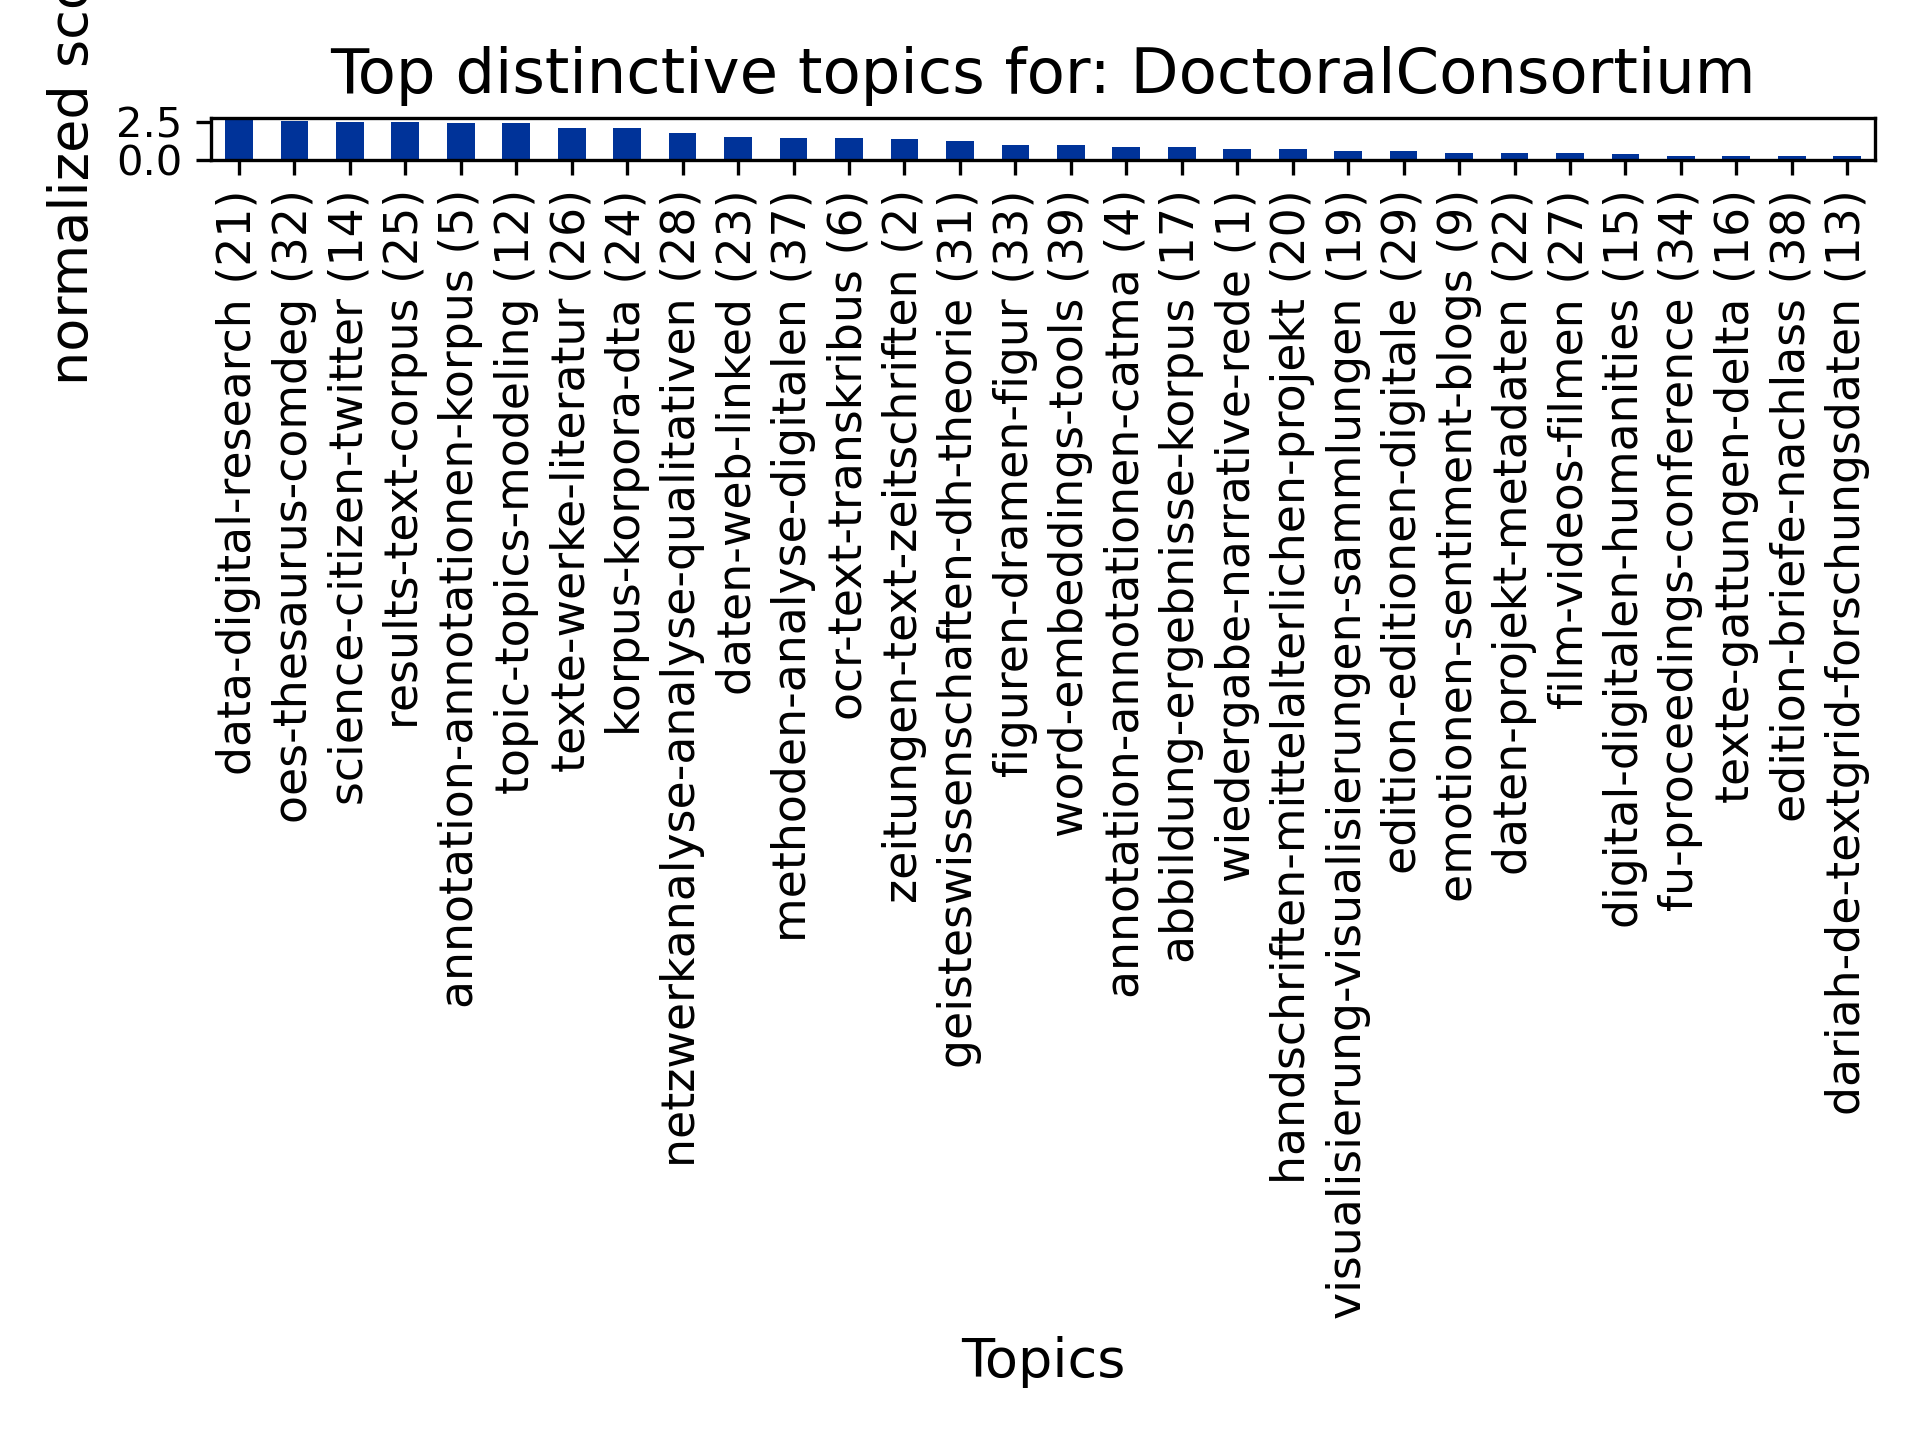 Top distinctive topics for: DoctoralConsortium
normalized sco
2.5
0.0
data-digital-research (21)
oes-thesaurus-comdeg (32)
science-citizen-twitter (14)
results-text-corpus (25)
annotation-annotationen-korpus (5)
topic-topics-modeling (12)
texte-werke-literatur (26)
korpus-korpora-dta (24)
netzwerkanalyse-analyse-qualitativen (28)
daten-web-linked (23)
methoden-analyse-digitalen (37)
ocr-text-transkribus (6)
zeitungen-text-zeitschriften (2)
geisteswissenschaften-dh-theorie (31)
figuren-dramen-figur (33)
word-embeddings-tools (39)
annotation-annotationen-catma (4)
abbildung-ergebnisse-korpus (17)
wiedergabe-narrative-rede (1)
handschriften-mittelalterlichen-projekt (20)
visualisierung-visualisierungen-sammlungen (19)
edition-editionen-digitale (29)
emotionen-sentiment-blogs (9)
daten-projekt-metadaten (22)
film-videos-filmen (27)
digital-digitalen-humanities (15)
fu-proceedings-conference (34)
texte-gattungen-delta (16)
edition-briefe-nachlass (38)
dariah-de-textgrid-forschungsdaten (13)
Topics